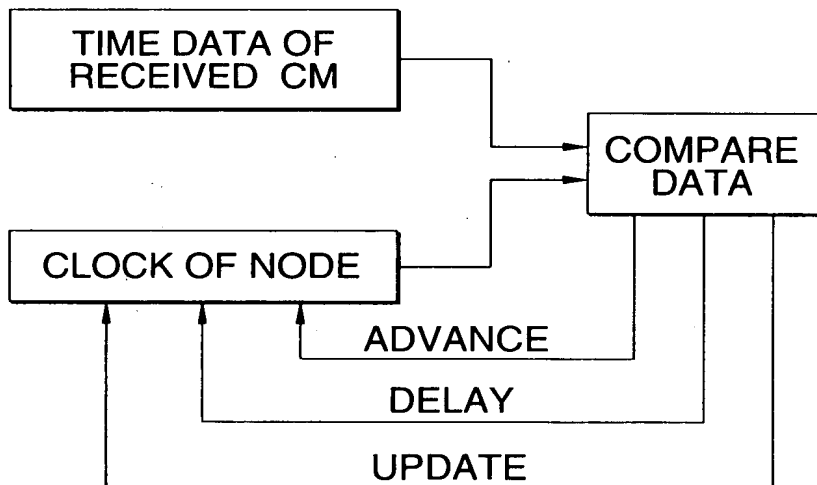 TIME DATA OF
RECEIVED CM
COMPARE
DATA
CLOCK OF NODE
ADVANCE
DELAY
UPDATE